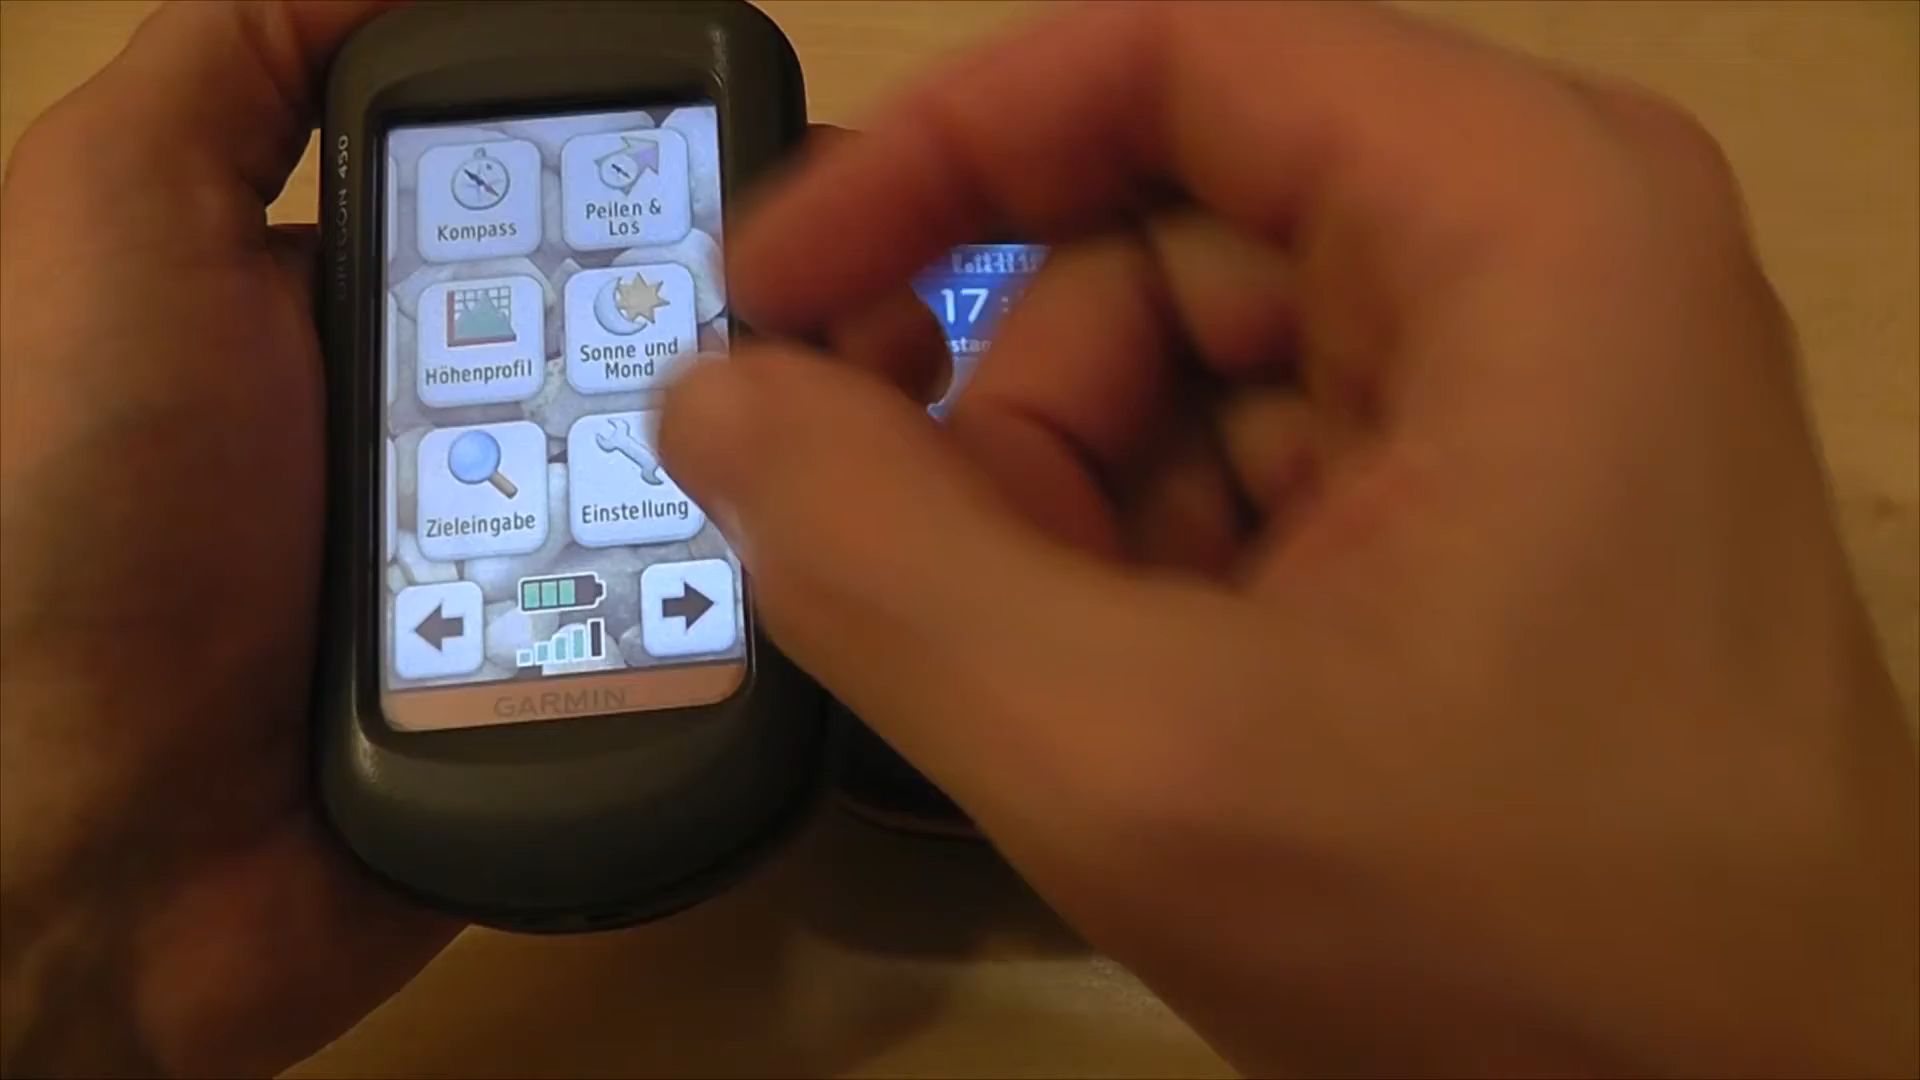 OREGON 450
Kompass
Peilen &
Los
Höhenprofil
Sonne und
Mond
Zieleingabe
Einstellung
GARMIN
17: